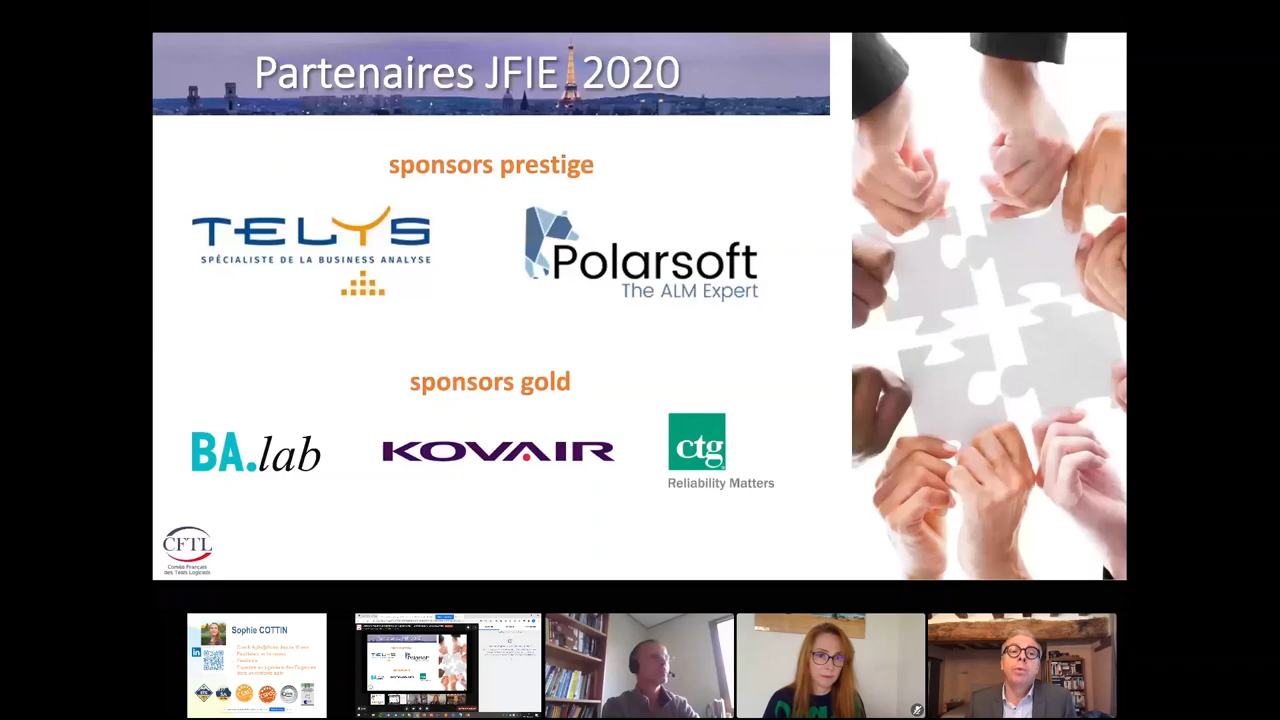 Partenaires JFIE 2020
sponsors prestige
TELYS
SPÉCIALISTE DE LA BUSINESS ANALYSE
Polarsoft
The ALM Expert
sponsors gold
BA.lab
KOVAIR
ctg
Reliability Matters
CFTL
Comité Français
des Tests Logiciels
Sophie COTTIN